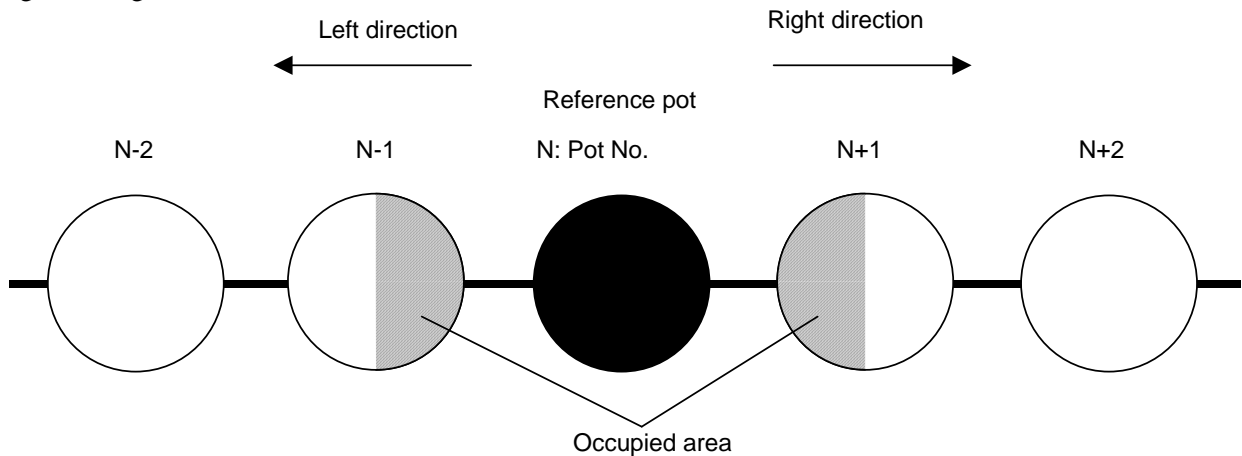 Left direction
Right direction
Reference pot
N-2
N-1
N: Pot No.
N+1
N+2
Occupied area